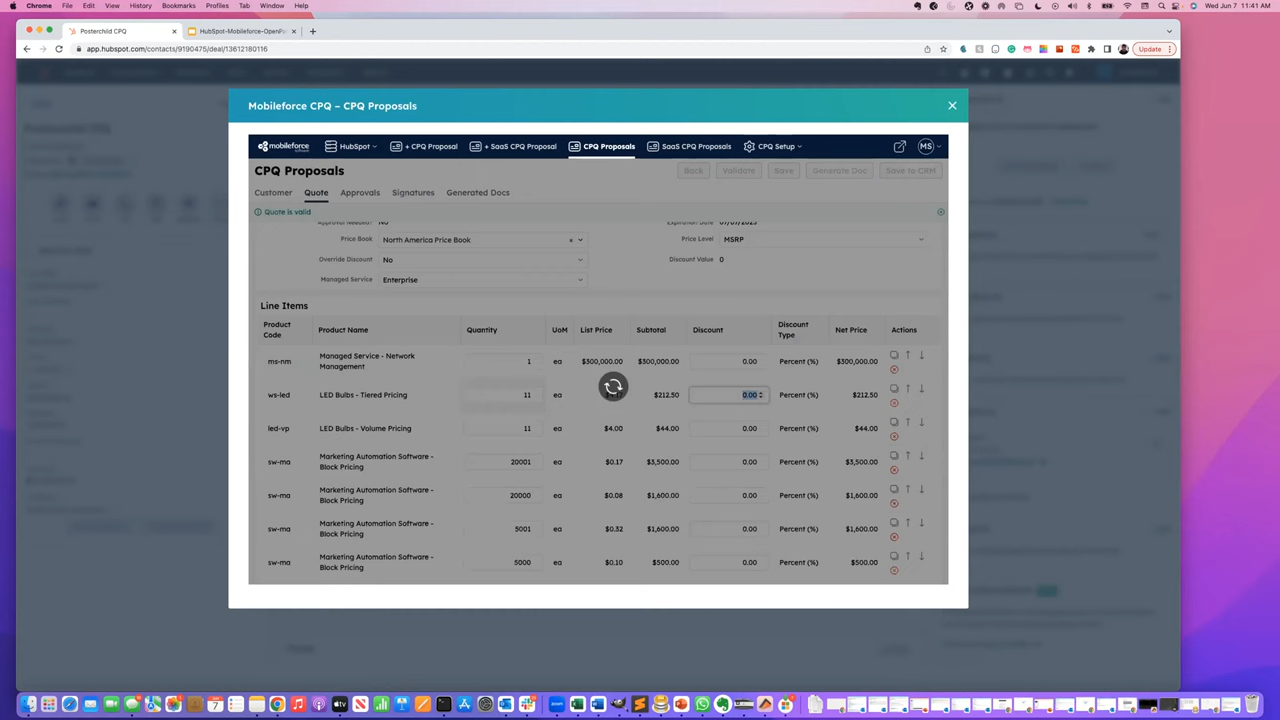 Chrome File Edit View History Bookmarks Profiles Tab Window Help
Wed Jun 7 11:41 AM
Posterchild CPQ
HubSpot-Mobileforce-OpenP
app.hubspot.com/contacts/9190475/deal/13612180116
Update
Mobileforce CPQ – CPQ Proposals
mobileforce HubSpot + CPQ Proposal + SaaS CPQ Proposal CPQ Proposals SaaS CPQ Proposals CPQ Setup MS
CPQ Proposals
Back Validate Save Generate Doc Save to CRM
Customer Quote Approvals Signatures Generated Docs
Quote is valid
Approval Needed? No Expiration Date 07/07/2023
Price Book North America Price Book Price Level MSRP
Override Discount No Discount Value 0
Managed Service Enterprise
Line Items
Product Code Product Name Quantity UoM List Price Subtotal Discount Discount Type Net Price Actions
ms-nm Managed Service - Network Management 1 ea $300,000.00 $300,000.00 0.00 Percent (%) $300,000.00
ws-led LED Bulbs - Tiered Pricing 11 ea $212.50 0.00 Percent (%) $212.50
led-vp LED Bulbs - Volume Pricing 11 ea $4.00 $44.00 0.00 Percent (%) $44.00
sw-ma Marketing Automation Software - Block Pricing 20001 ea $0.17 $3,500.00 0.00 Percent (%) $3,500.00
sw-ma Marketing Automation Software - Block Pricing 20000 ea $0.08 $1,600.00 0.00 Percent (%) $1,600.00
sw-ma Marketing Automation Software - Block Pricing 5001 ea $0.32 $1,600.00 0.00 Percent (%) $1,600.00
sw-ma Marketing Automation Software - Block Pricing 5000 ea $0.10 $500.00 0.00 Percent (%) $500.00